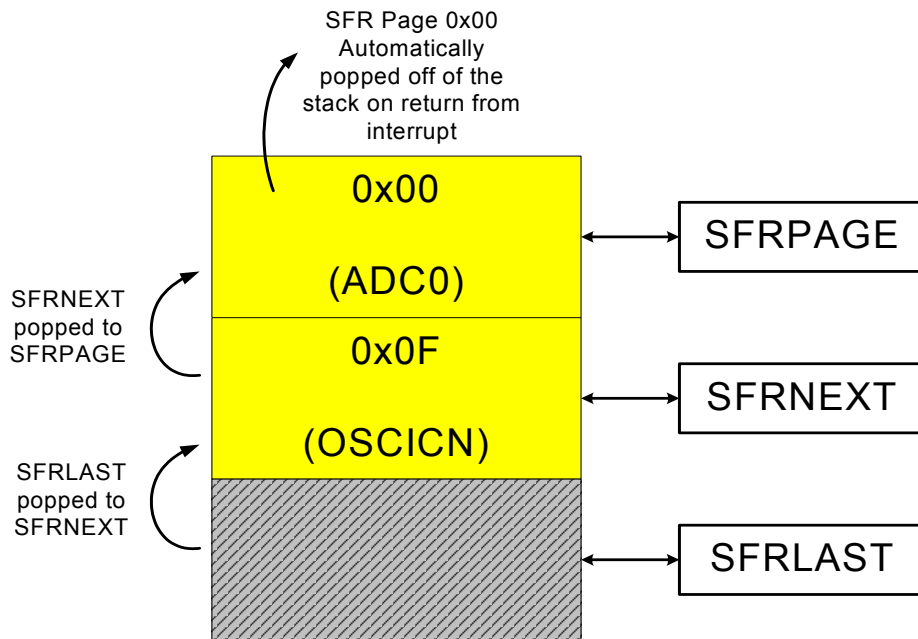 SFR Page 0x00
Automatically
popped off of the
stack on return from
interrupt
0x00
(ADC0)
SFRPAGE
SFRNEXT
popped to
SFRPAGE
0x0F
(OSCICN)
SFRNEXT
SFRLAST
popped to
SFRNEXT
SFRLAST